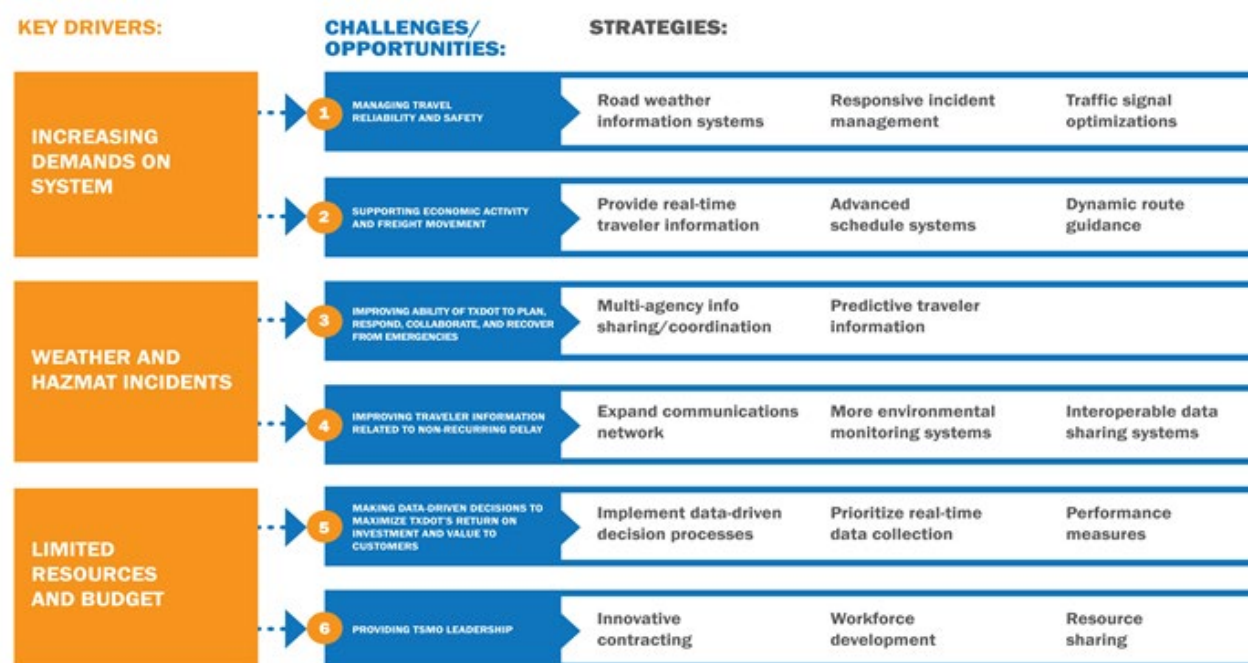 KEY DRIVERS:
CHALLENGES/
OPPORTUNITIES:
STRATEGIES:
INCREASING
DEMANDS ON
SYSTEM
1
MANAGING TRAVEL
RELIABILITY AND SAFETY
Road weather
information systems
Responsive incident
management
Traffic signal
optimizations
2
SUPPORTING ECONOMIC ACTIVITY
AND FREIGHT MOVEMENT
Provide real-time
traveler information
Advanced
schedule systems
Dynamic route
guidance
WEATHER AND
HAZMAT INCIDENTS
3
IMPROVING ABILITY OF TXDOT TO PLAN,
RESPOND, COLLABORATE, AND RECOVER
FROM EMERGENCIES
Multi-agency info
sharing/coordination
Predictive traveler
information
4
IMPROVING TRAVELER INFORMATION
RELATED TO NON-RECURRING DELAY
Expand communications
network
More environmental
monitoring systems
Interoperable data
sharing systems
LIMITED
RESOURCES
AND BUDGET
5
MAKING DATA-DRIVEN DECISIONS TO
MAXIMIZE TXDOT'S RETURN ON
INVESTMENT AND VALUE TO
CUSTOMERS
Implement data-driven
decision processes
Prioritize real-time
data collection
Performance
measures
6
PROVIDING TSMO LEADERSHIP
Innovative
contracting
Workforce
development
Resource
sharing